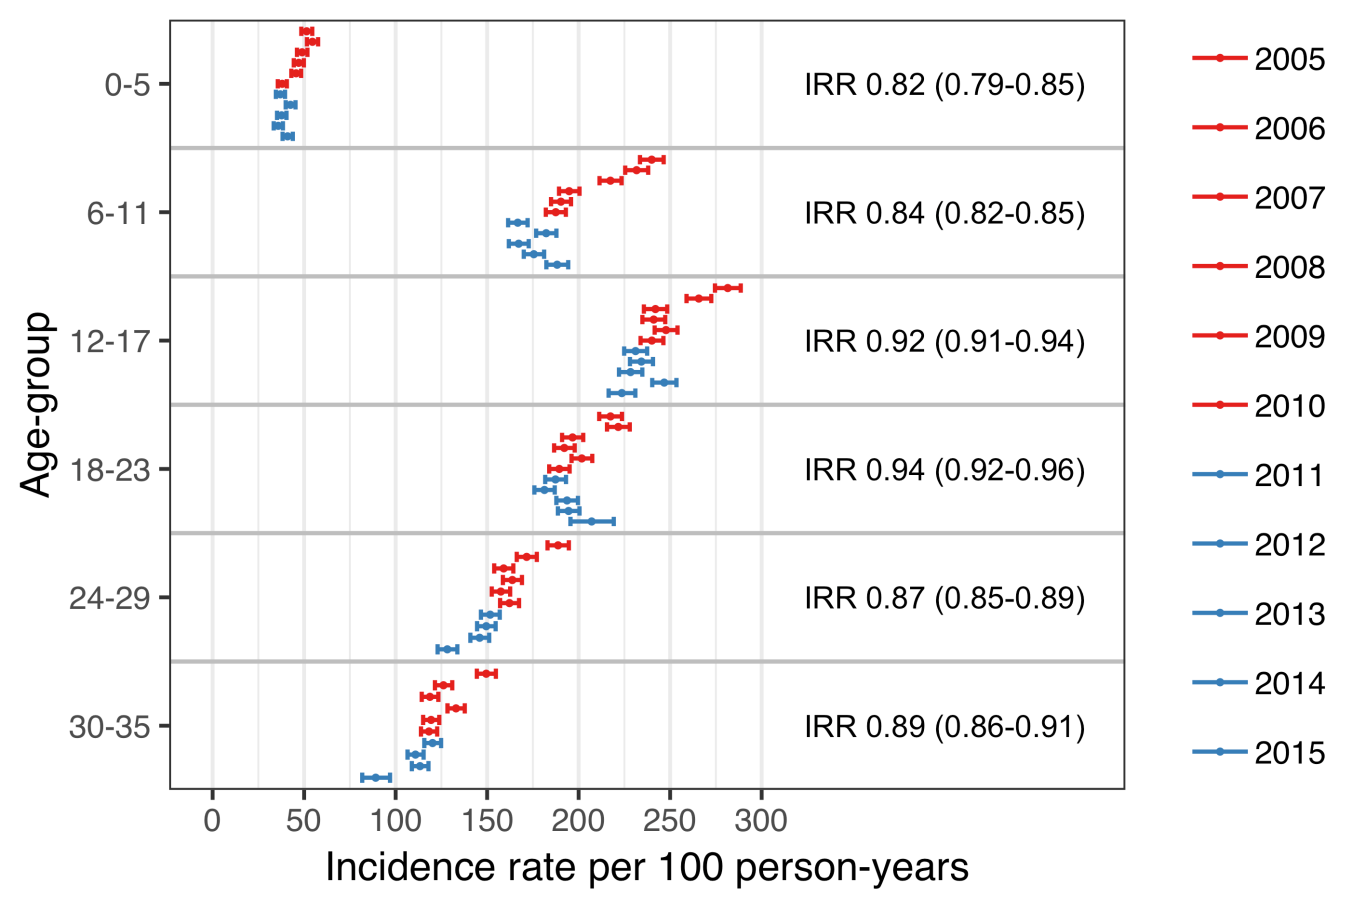 0-5 IRR 0.82 (0.79-0.85)
6-11 IRR 0.84 (0.82-0.85)
12-17 IRR 0.92 (0.91-0.94)
18-23 IRR 0.94 (0.92-0.96)
24-29 IRR 0.87 (0.85-0.89)
30-35 IRR 0.89 (0.86-0.91)
Age-group
0 50 100 150 200 250 300
Incidence rate per 100 person-years
2005
2006
2007
2008
2009
2010
2011
2012
2013
2014
2015